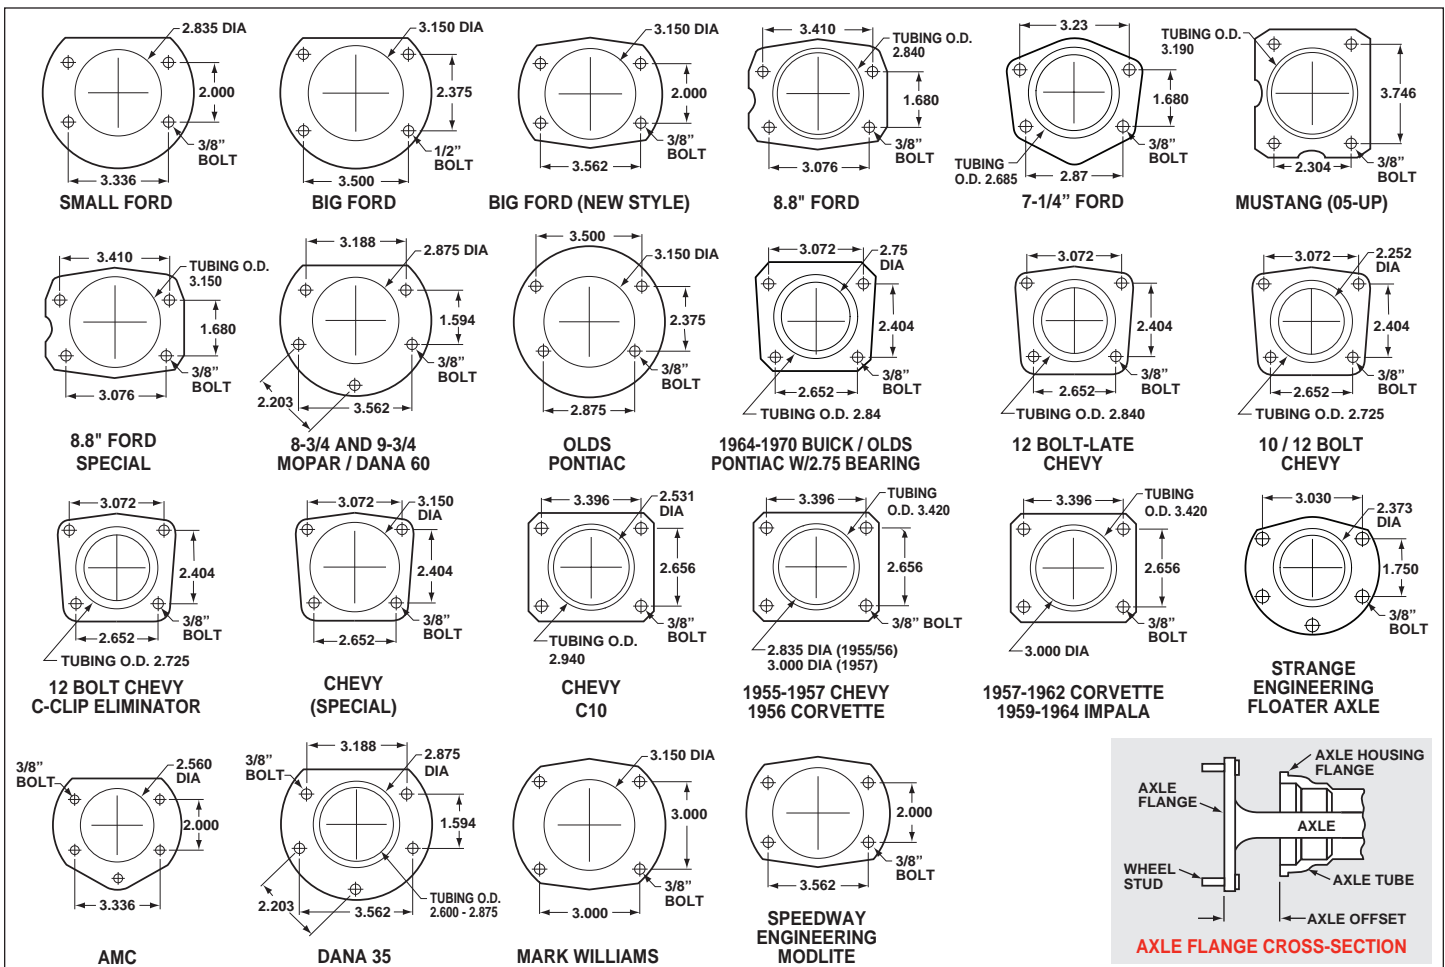 2.835 DIA
2.000
3/8”
BOLT
3.336
SMALL FORD
3.150 DIA
2.375
1/2”
BOLT
3.500
BIG FORD
3.150 DIA
2.000
3/8”
BOLT
3.562
BIG FORD (NEW STYLE)
3.410
TUBING O.D.
2.840
1.680
3/8”
BOLT
3.076
8.8" FORD
3.23
1.680
3/8”
BOLT
TUBING
O.D. 2.685
2.87
7-1/4” FORD
TUBING O.D.
3.190
3.746
2.304
3/8”
BOLT
MUSTANG (05-UP)
3.410
TUBING O.D.
3.150
1.680
3/8”
BOLT
3.076
8.8" FORD
SPECIAL
3.188
2.875 DIA
1.594
3/8”
BOLT
2.203
3.562
8-3/4 AND 9-3/4
MOPAR / DANA 60
3.500
3.150 DIA
2.375
3/8”
BOLT
2.875
OLDS
PONTIAC
3.072
2.75
DIA
2.404
3/8”
BOLT
2.652
TUBING O.D. 2.84
1964-1970 BUICK / OLDS
PONTIAC W/2.75 BEARING
3.072
2.404
3/8”
BOLT
2.652
TUBING O.D. 2.840
12 BOLT-LATE
CHEVY
3.072
2.252
DIA
2.404
3/8”
BOLT
2.652
TUBING O.D. 2.725
10 / 12 BOLT
CHEVY
3.072
2.404
3/8”
BOLT
2.652
TUBING O.D. 2.725
12 BOLT CHEVY
C-CLIP ELIMINATOR
3.072
3.150
DIA
2.404
3/8”
BOLT
2.652
CHEVY
(SPECIAL)
3.396
2.531
DIA
2.656
3/8”
BOLT
TUBING O.D.
2.940
CHEVY
C10
3.396
TUBING
O.D. 3.420
2.656
3/8” BOLT
2.835 DIA (1955/56)
3.000 DIA (1957)
1955-1957 CHEVY
1956 CORVETTE
3.396
TUBING
O.D. 3.420
2.656
3/8”
BOLT
3.000 DIA
1957-1962 CORVETTE
1959-1964 IMPALA
3.030
2.373
DIA
1.750
3/8”
BOLT
STRANGE
ENGINEERING
FLOATER AXLE
3/8”
BOLT
2.560
DIA
2.000
3.336
AMC
3/8”
BOLT
3.188
2.875
DIA
1.594
2.203
3.562
TUBING O.D.
2.600 - 2.875
DANA 35
3.150 DIA
3.000
3/8”
BOLT
3.000
MARK WILLIAMS
2.000
3/8”
BOLT
3.562
SPEEDWAY
ENGINEERING
MODLITE
AXLE HOUSING
FLANGE
AXLE
FLANGE
AXLE
WHEEL
STUD
AXLE TUBE
AXLE OFFSET
AXLE FLANGE CROSS-SECTION